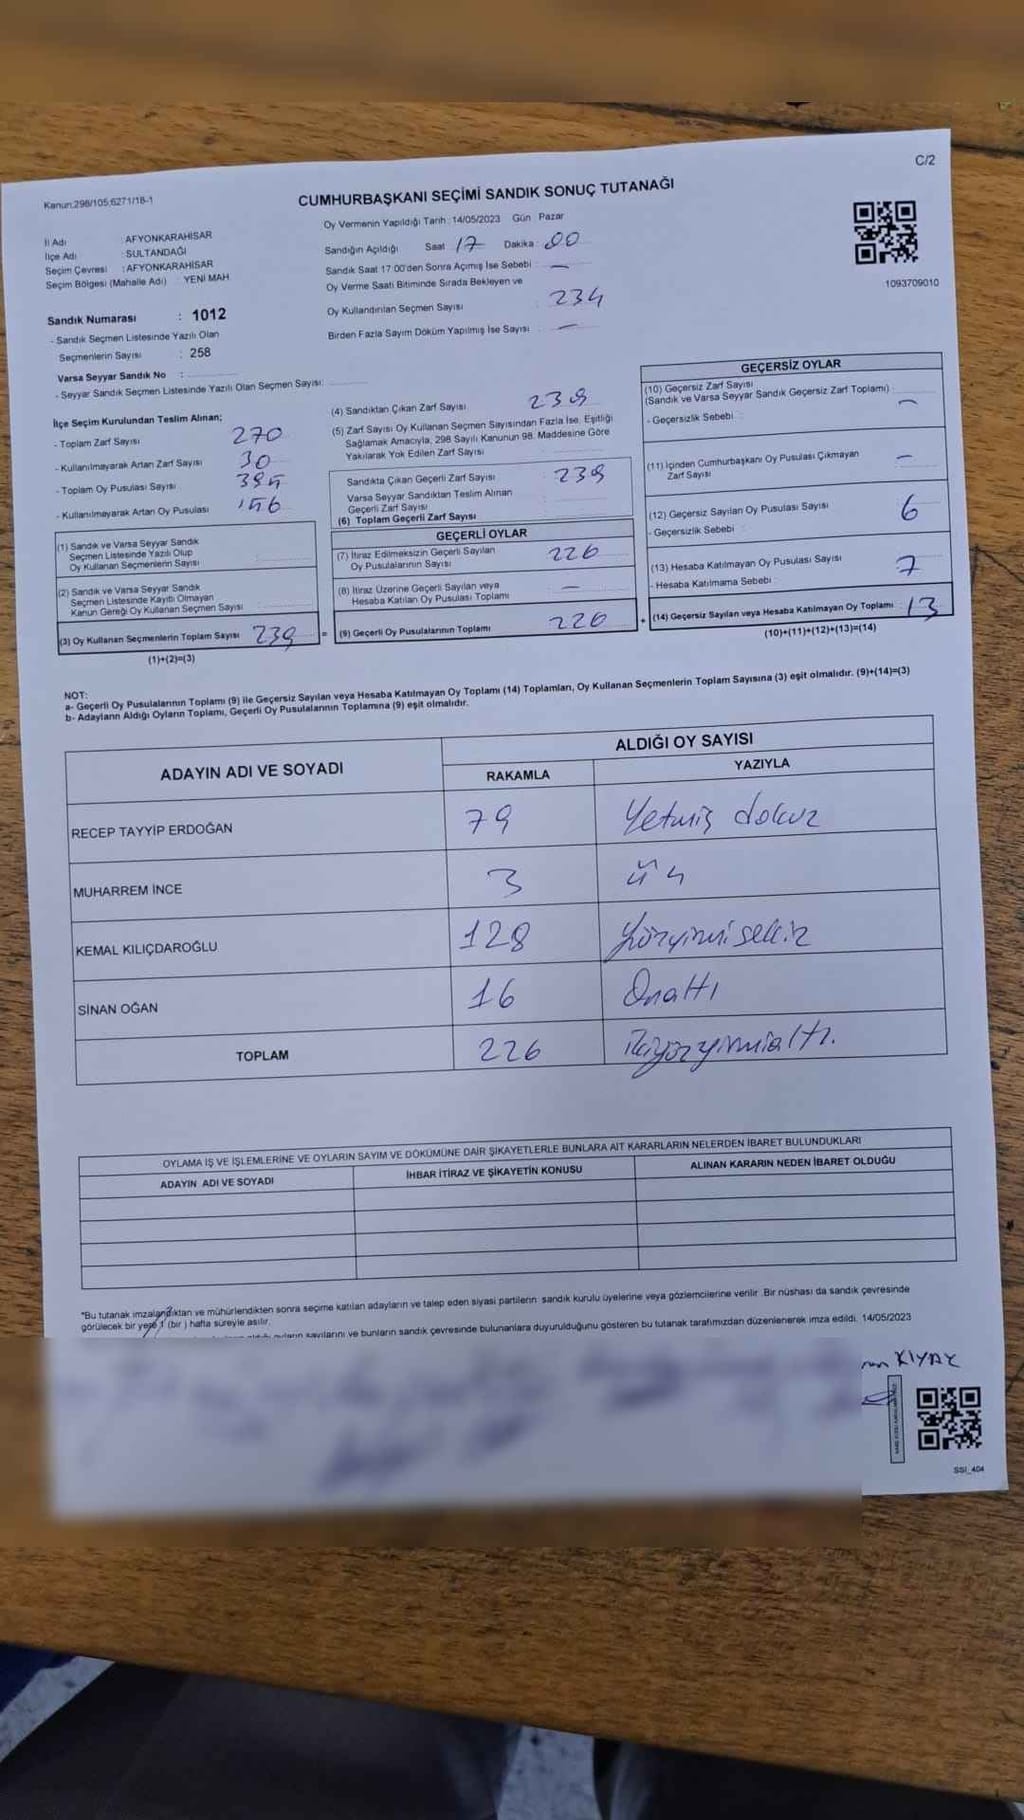 C/2
Kanun:298/105;6271/18-1
CUMHURBAŞKANI SEÇİMİ SANDIK SONUÇ TUTANAĞI
İl Adı : AFYONKARAHİSAR
İlçe Adı : SULTANDAĞI
Seçim Çevresi : AFYONKARAHİSAR
Seçim Bölgesi (Mahalle Adı) : YENİ MAH
Oy Vermenin Yapıldığı Tarih : 14/05/2023 Gün Pazar
Sandığın Açıldığı Saat 17 Dakika : 00
Sandık Saat 17:00'den Sonra Açımış İse Sebebi : —
Oy Verme Saati Bitiminde Sırada Bekleyen ve
Oy Kullandırılan Seçmen Sayısı : 234
Birden Fazla Sayım Döküm Yapılmış İse Sayısı : —
1093709010
Sandık Numarası : 1012
- Sandık Seçmen Listesinde Yazılı Olan
Seçmenlerin Sayısı : 258
Varsa Seyyar Sandık No :
- Seyyar Sandık Seçmen Listesinde Yazılı Olan Seçmen Sayısı:
İlçe Seçim Kurulundan Teslim Alınan;
- Toplam Zarf Sayısı : 270
- Kullanılmayarak Artan Zarf Sayısı : 30
- Toplam Oy Pusulası Sayısı :
- Kullanılmayarak Artan Oy Pusulası : 156
(1) Sandık ve Varsa Seyyar Sandık
Seçmen Listesinde Yazılı Olup
Oy Kullanan Seçmenlerin Sayısı
(2) Sandık ve Varsa Seyyar Sandık
Seçmen Listesinde Kayıtlı Olmayan
Kanun Gereği Oy Kullanan Seçmen Sayısı
(3) Oy Kullanan Seçmenlerin Toplam Sayısı 239
(1)+(2)=(3)
(4) Sandıktan Çıkan Zarf Sayısı 239
(5) Zarf Sayısı Oy Kullanan Seçmen Sayısından Fazla İse, Eşitliği
Sağlamak Amacıyla, 298 Sayılı Kanunun 98. Maddesine Göre
Yakılarak Yok Edilen Zarf Sayısı
Sandıkta Çıkan Geçerli Zarf Sayısı 239
Varsa Seyyar Sandıktan Teslim Alınan
Geçerli Zarf Sayısı
(6) Toplam Geçerli Zarf Sayısı
GEÇERLİ OYLAR
(7) İtiraz Edilmeksizin Geçerli Sayılan
Oy Pusulalarının Sayısı 226
(8) İtiraz Üzerine Geçerli Sayılan veya
Hesaba Katılan Oy Pusulası Toplamı —
= (9) Geçerli Oy Pusulalarının Toplamı 226
GEÇERSİZ OYLAR
(10) Geçersiz Zarf Sayısı
(Sandık ve Varsa Seyyar Sandık Geçersiz Zarf Toplamı) : —
- Geçersizlik Sebebi :
(11) İçinden Cumhurbaşkanı Oy Pusulası Çıkmayan
Zarf Sayısı —
(12) Geçersiz Sayılan Oy Pusulası Sayısı : 6
- Geçersizlik Sebebi
(13) Hesaba Katılmayan Oy Pusulası Sayısı : 7
- Hesaba Katılmama Sebebi :
+ (14) Geçersiz Sayılan veya Hesaba Katılmayan Oy Toplamı : 13
(10)+(11)+(12)+(13)=(14)
NOT:
a- Geçerli Oy Pusulalarının Toplamı (9) ile Geçersiz Sayılan veya Hesaba Katılmayan Oy Toplamı (14) Toplamları, Oy Kullanan Seçmenlerin Toplam Sayısına (3) eşit olmalıdır. (9)+(14)=(3)
b- Adayların Aldığı Oyların Toplamı, Geçerli Oy Pusulalarının Toplamına (9) eşit olmalıdır.
ADAYIN ADI VE SOYADI
ALDIĞI OY SAYISI
RAKAMLA YAZIYLA
RECEP TAYYİP ERDOĞAN 79 Yetmiş dokuz
MUHARREM İNCE 3 üç
KEMAL KILIÇDAROĞLU 128 Yüzyirmi sekiz
SİNAN OĞAN 16 Onaltı
TOPLAM 226 İkiyüzyirmialtı.
OYLAMA İŞ VE İŞLEMLERİNE VE OYLARIN SAYIM VE DÖKÜMÜNE DAİR ŞİKAYETLERLE BUNLARA AİT KARARLARIN NELERDEN İBARET BULUNDUKLARI
ADAYIN ADI VE SOYADI İHBAR İTİRAZ VE ŞİKAYETİN KONUSU ALINAN KARARIN NEDEN İBARET OLDUĞU
*Bu tutanak imzalandıktan ve mühürlendikten sonra seçime katılan adayların ve talep eden siyasi partilerin sandık kurulu üyelerine veya gözlemcilerine verilir. Bir nüshası da sandık çevresinde
görülecek bir yere 1 (bir) hafta süreyle asılır.
oyların sayılarını ve bunların sandık çevresinde bulunanlara duyurulduğunu gösteren bu tutanak tarafımızdan düzenlenerek imza edildi. 14/05/2023
KIYAK
SSI_404